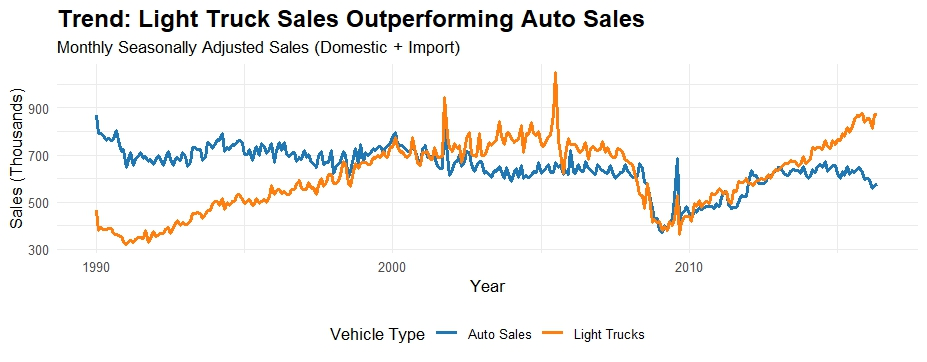 Trend: Light Truck Sales Outperforming Auto Sales
Monthly Seasonally Adjusted Sales (Domestic + Import)
Sales (Thousands)
900
700
500
300
1990
2000
2010
Year
Vehicle Type
Auto Sales
Light Trucks